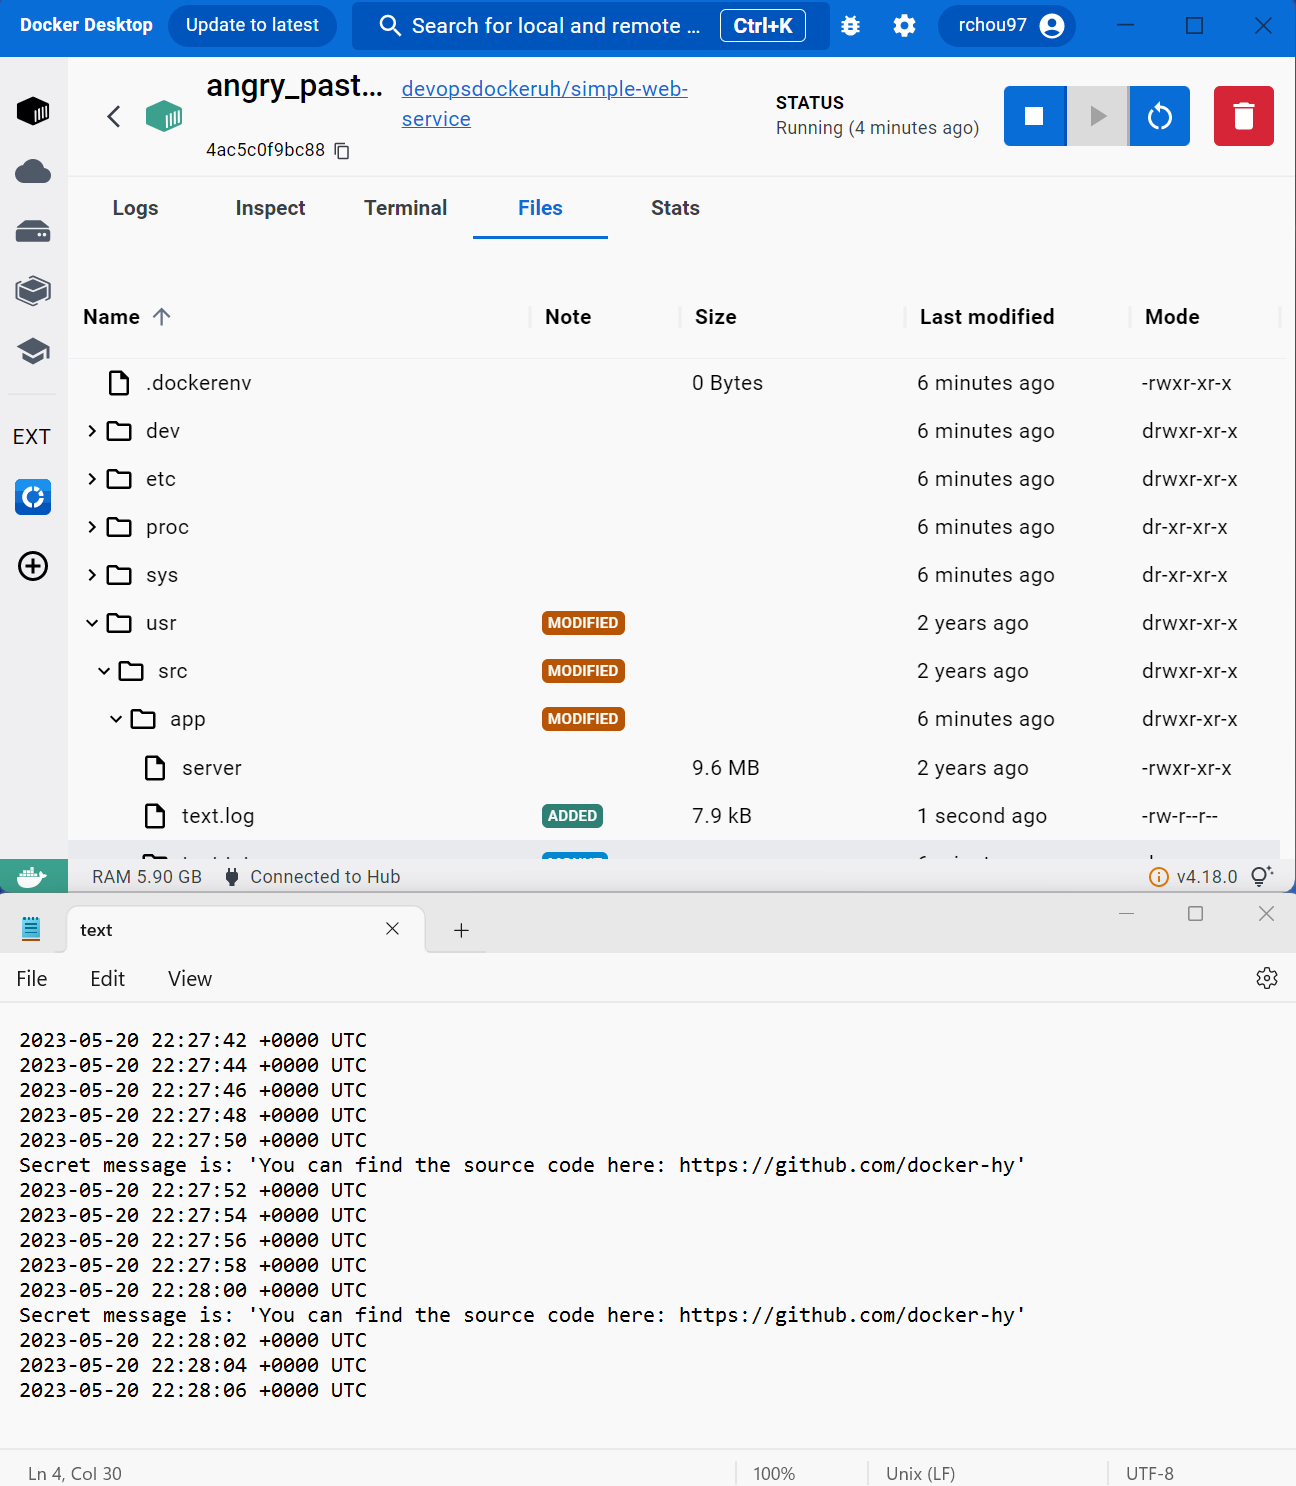 Docker Desktop Update to latest Search for local and remote ... Ctrl+K rchou97
angry_past...
devopsdockeruh/simple-web-
service
4ac5c0f9bc88
STATUS
Running (4 minutes ago)
Logs Inspect Terminal Files Stats
Name Note Size Last modified Mode
.dockerenv 0 Bytes 6 minutes ago -rwxr-xr-x
dev 6 minutes ago drwxr-xr-x
etc 6 minutes ago drwxr-xr-x
proc 6 minutes ago dr-xr-xr-x
sys 6 minutes ago dr-xr-xr-x
usr MODIFIED 2 years ago drwxr-xr-x
src MODIFIED 2 years ago drwxr-xr-x
app MODIFIED 6 minutes ago drwxr-xr-x
server 9.6 MB 2 years ago -rwxr-xr-x
text.log ADDED 7.9 kB 1 second ago -rw-r--r--
EXT
RAM 5.90 GB Connected to Hub v4.18.0
text
File Edit View
2023-05-20 22:27:42 +0000 UTC
2023-05-20 22:27:44 +0000 UTC
2023-05-20 22:27:46 +0000 UTC
2023-05-20 22:27:48 +0000 UTC
2023-05-20 22:27:50 +0000 UTC
Secret message is: 'You can find the source code here: https://github.com/docker-hy'
2023-05-20 22:27:52 +0000 UTC
2023-05-20 22:27:54 +0000 UTC
2023-05-20 22:27:56 +0000 UTC
2023-05-20 22:27:58 +0000 UTC
2023-05-20 22:28:00 +0000 UTC
Secret message is: 'You can find the source code here: https://github.com/docker-hy'
2023-05-20 22:28:02 +0000 UTC
2023-05-20 22:28:04 +0000 UTC
2023-05-20 22:28:06 +0000 UTC
Ln 4, Col 30 100% Unix (LF) UTF-8